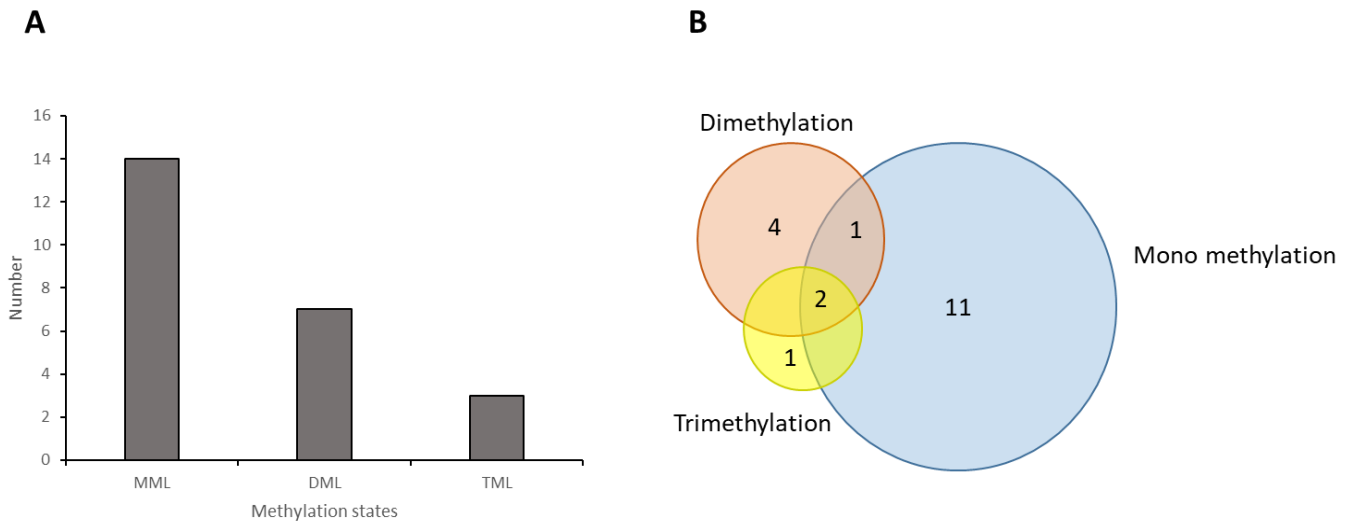 A
B
16
14
12
10
8
6
4
2
0
Number
MML
DML
TML
Methylation states
Dimethylation
4
1
Mono methylation
2
11
1
Trimethylation